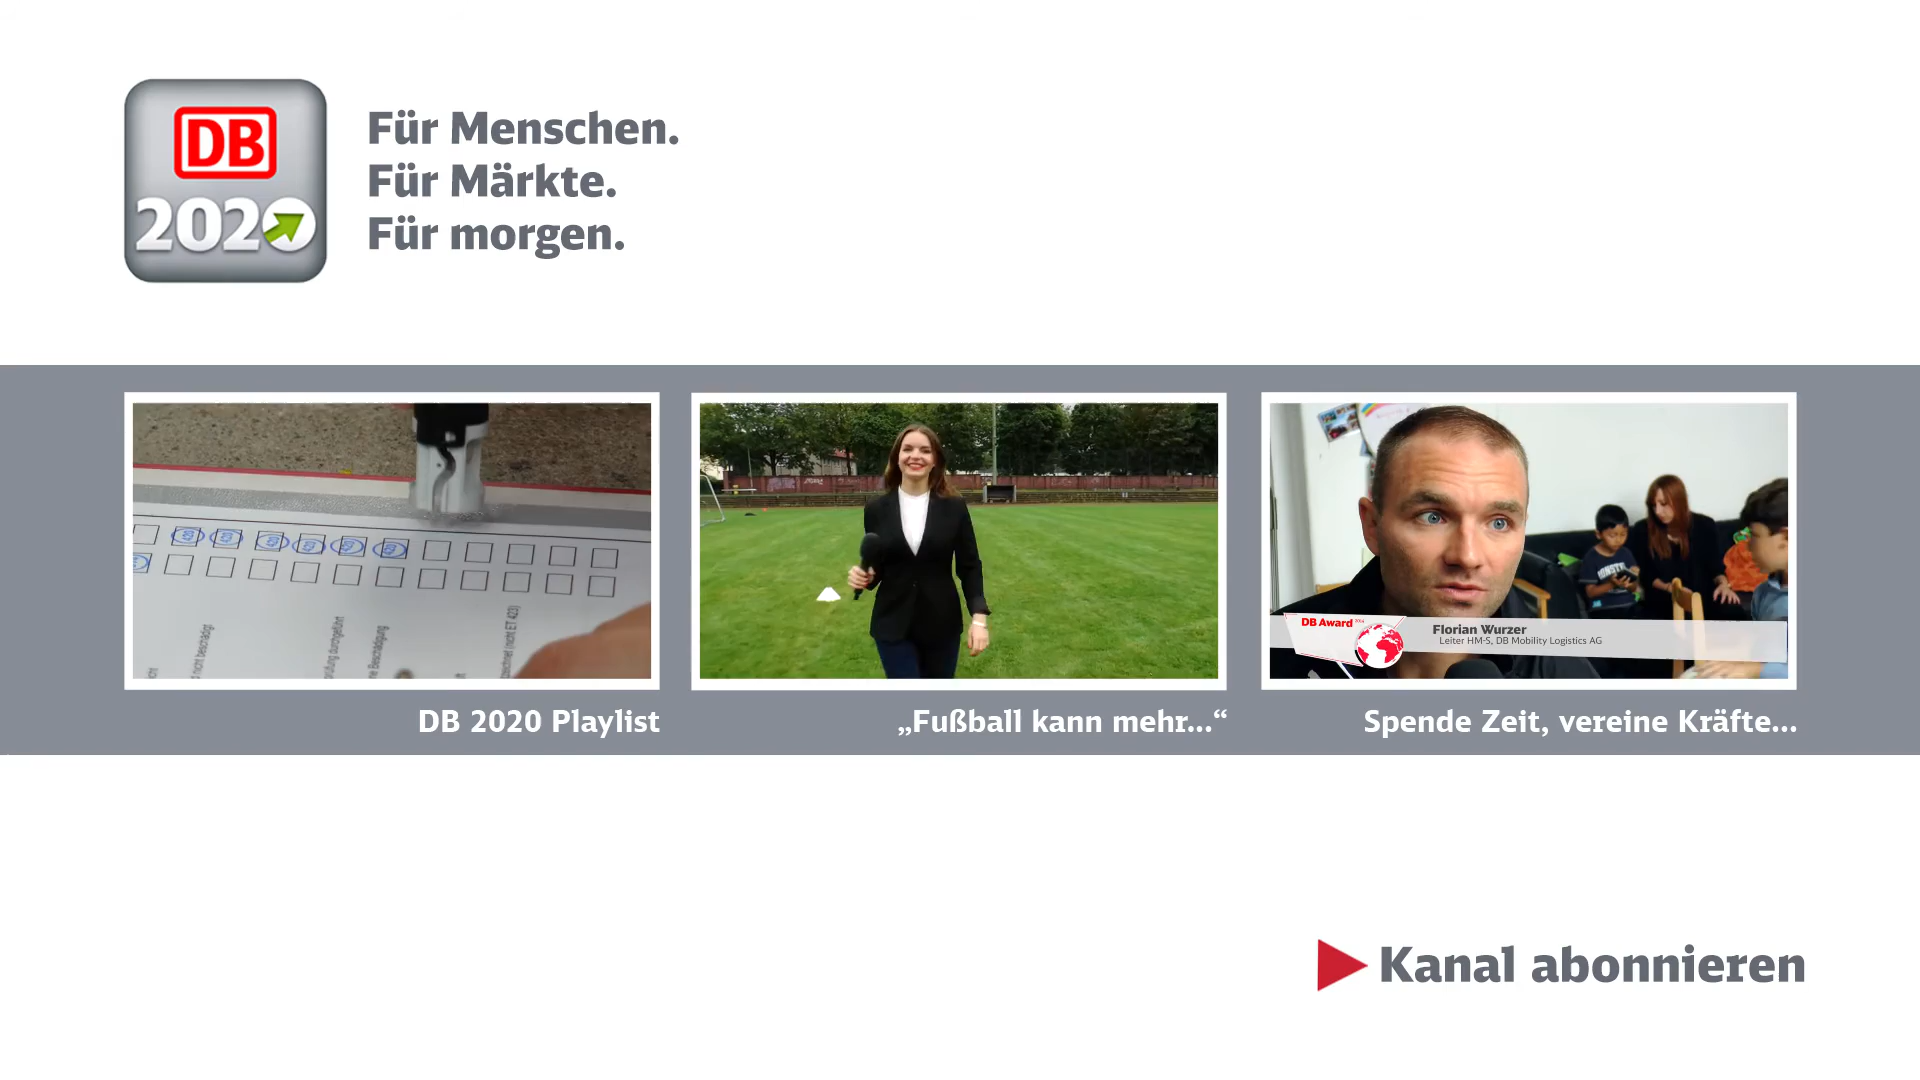 DB
2020
Für Menschen.
Für Märkte.
Für morgen.
DB 2020 Playlist
„Fußball kann mehr...“
DB Award 2014
Florian Wurzer
Leiter HM-S, DB Mobility Logistics AG
Spende Zeit, vereine Kräfte...
Kanal abonnieren